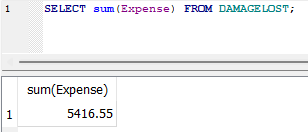 1 SELECT sum(Expense) FROM DAMAGELOST;
sum(Expense)
1 5416.55